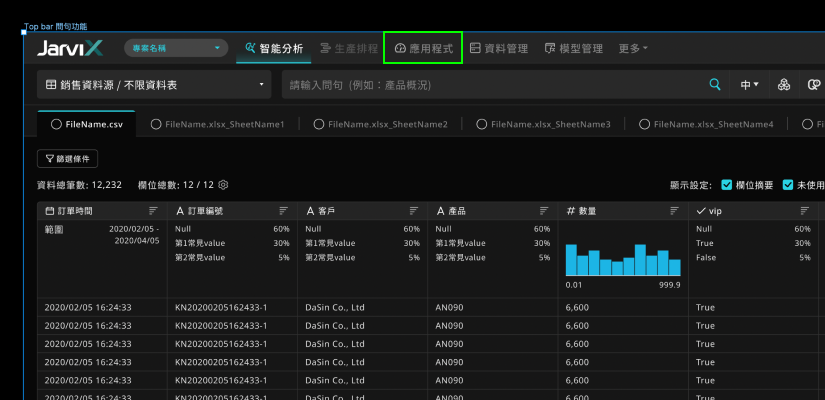 Top bar 問句功能
JarviX 專案名稱 智能分析 生產排程 應用程式 資料管理 模型管理 更多
銷售資料源 / 不限資料表 請輸入問句 (例如：產品概況) 中
FileName.csv FileName.xlsx_SheetName1 FileName.xlsx_SheetName2 FileName.xlsx_SheetName3 FileName.xlsx_SheetName4 Fi
篩選條件
資料總筆數: 12,232 欄位總數: 12 / 12 顯示設定: 欄位摘要 未使用
訂單時間 A 訂單編號 A 客戶 A 產品 # 數量 vip
範圍 2020/02/05 - Null 60% Null 60% Null 60% Null 60%
2020/04/05 第1常見value 30% 第1常見value 30% 第1常見value 30% True 30%
第2常見value 5% 第2常見value 5% 第2常見value 5% False 5%
0.01 999.9
2020/02/05 16:24:33 KN20200205162433-1 DaSin Co., Ltd AN090 6,600 True
2020/02/05 16:24:33 KN20200205162433-1 DaSin Co., Ltd AN090 6,600 True
2020/02/05 16:24:33 KN20200205162433-1 DaSin Co., Ltd AN090 6,600 True
2020/02/05 16:24:33 KN20200205162433-1 DaSin Co., Ltd AN090 6,600 True
2020/02/05 16:24:33 KN20200205162433-1 DaSin Co., Ltd AN090 6,600 True
2020/02/05 16:24:33 KN20200205162433-1 DaSin Co., Ltd AN090 6,600 True